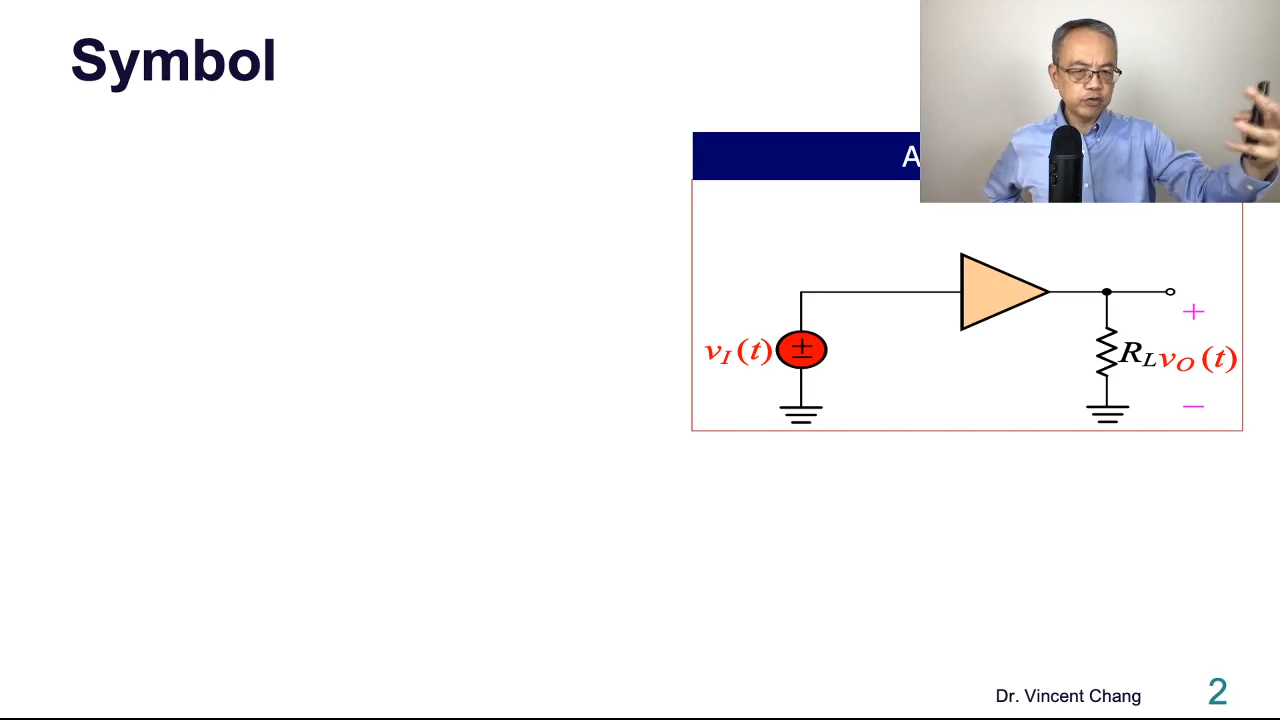 Symbol
A
+
v_I(t) ±
R_L v_O(t)
−
Dr. Vincent Chang
2